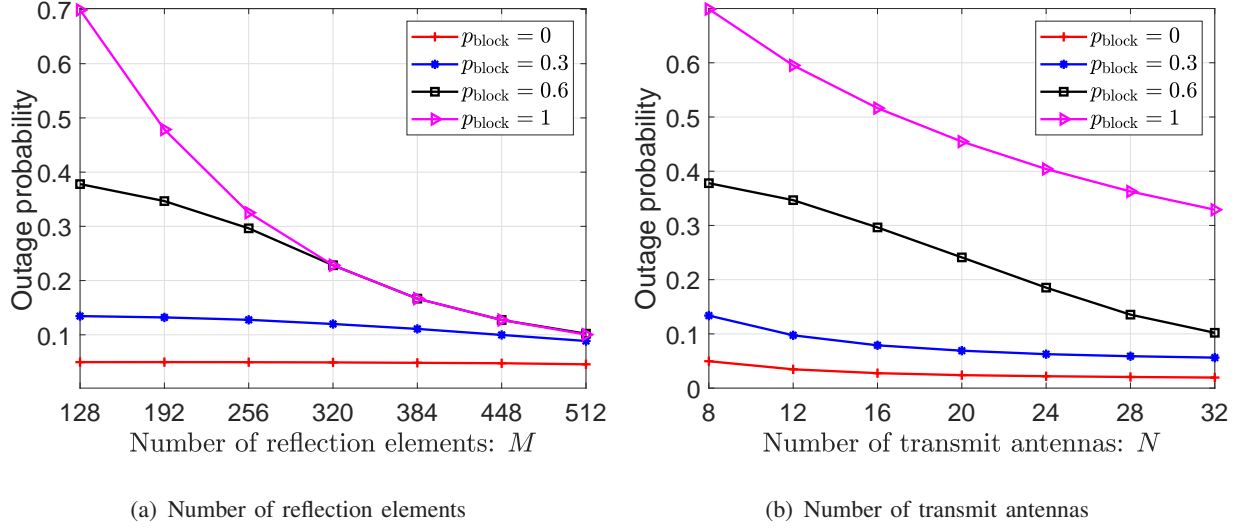 0.7
0.6
0.5
0.4
0.3
0.2
0.1
Outage probability
p_block = 0
p_block = 0.3
p_block = 0.6
p_block = 1
128 192 256 320 384 448 512
Number of reflection elements: M
(a) Number of reflection elements
0.6
0.5
0.4
0.3
0.2
0.1
0
Outage probability
p_block = 0
p_block = 0.3
p_block = 0.6
p_block = 1
8 12 16 20 24 28 32
Number of transmit antennas: N
(b) Number of transmit antennas